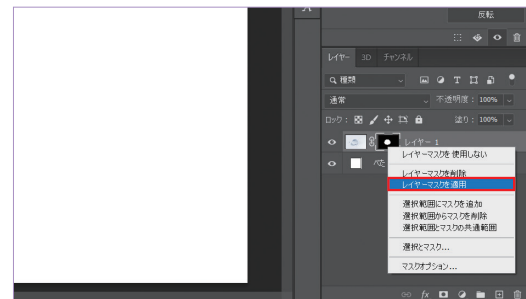 反転
レイヤー 3D チャンネル
種類
通常 不透明度： 100%
ロック： 塗り： 100%
レイヤー 1
べた
レイヤーマスクを使用しない
レイヤーマスクを削除
レイヤーマスクを適用
選択範囲にマスクを追加
選択範囲からマスクを削除
選択範囲とマスクの共通範囲
選択とマスク...
マスクオプション...
fx